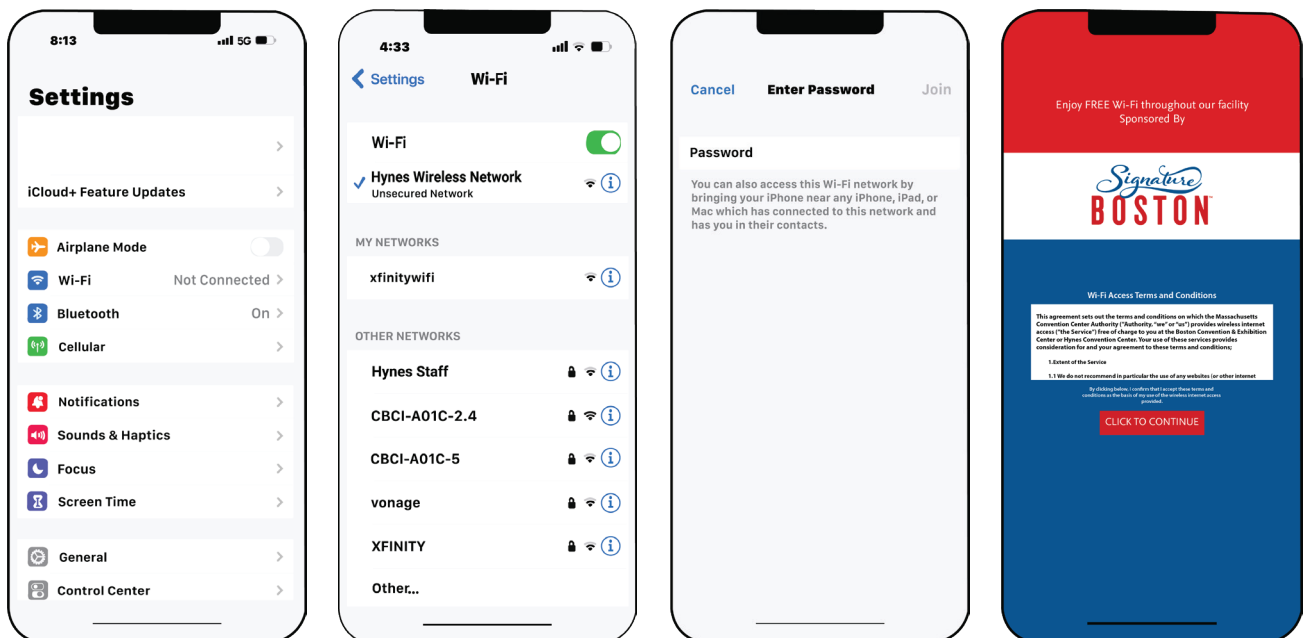 8:13
5G
Settings
iCloud+ Feature Updates
Airplane Mode
Wi-Fi Not Connected
Bluetooth On
Cellular
Notifications
Sounds & Haptics
Focus
Screen Time
General
Control Center
4:33
Settings Wi-Fi
Wi-Fi
Hynes Wireless Network
Unsecured Network
MY NETWORKS
xfinitywifi
OTHER NETWORKS
Hynes Staff
CBCI-A01C-2.4
CBCI-A01C-5
vonage
XFINITY
Other...
Cancel Enter Password Join
Password
You can also access this Wi-Fi network by
bringing your iPhone near any iPhone, iPad, or
Mac which has connected to this network and
has you in their contacts.
Enjoy FREE Wi-Fi throughout our facility
Sponsored By
Signature
BOSTON
Wi-Fi Access Terms and Conditions
This agreement sets out the terms and conditions on which the Massachusetts
Convention Center Authority ("Authority, "we" or "us") provides wireless internet
access ("the Service") free of charge to you at the Boston Convention & Exhibition
Center or Hynes Convention Center. Your use of these services provides
consideration for and your agreement to these terms and conditions;
1.Extent of the Service
1.1 We do not recommend in particular the use of any websites (or other internet
By clicking below, I confirm that I accept these terms and
conditions as the basis of my use of the wireless internet access
provided.
CLICK TO CONTINUE